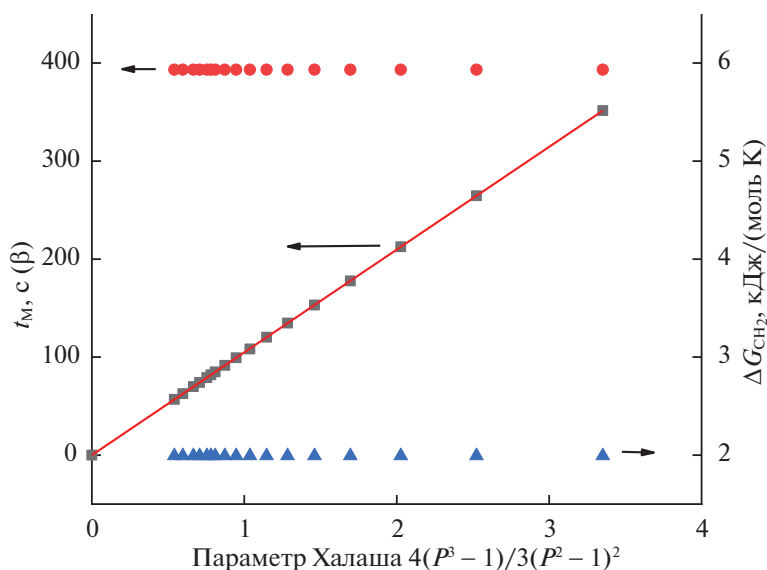 400
300
200
100
0
t_M, с (β)
6
5
4
3
2
ΔG_CH₂, кДж/(моль К)
0 1 2 3 4
Параметр Халаша 4(P³ – 1)/3(P² – 1)²